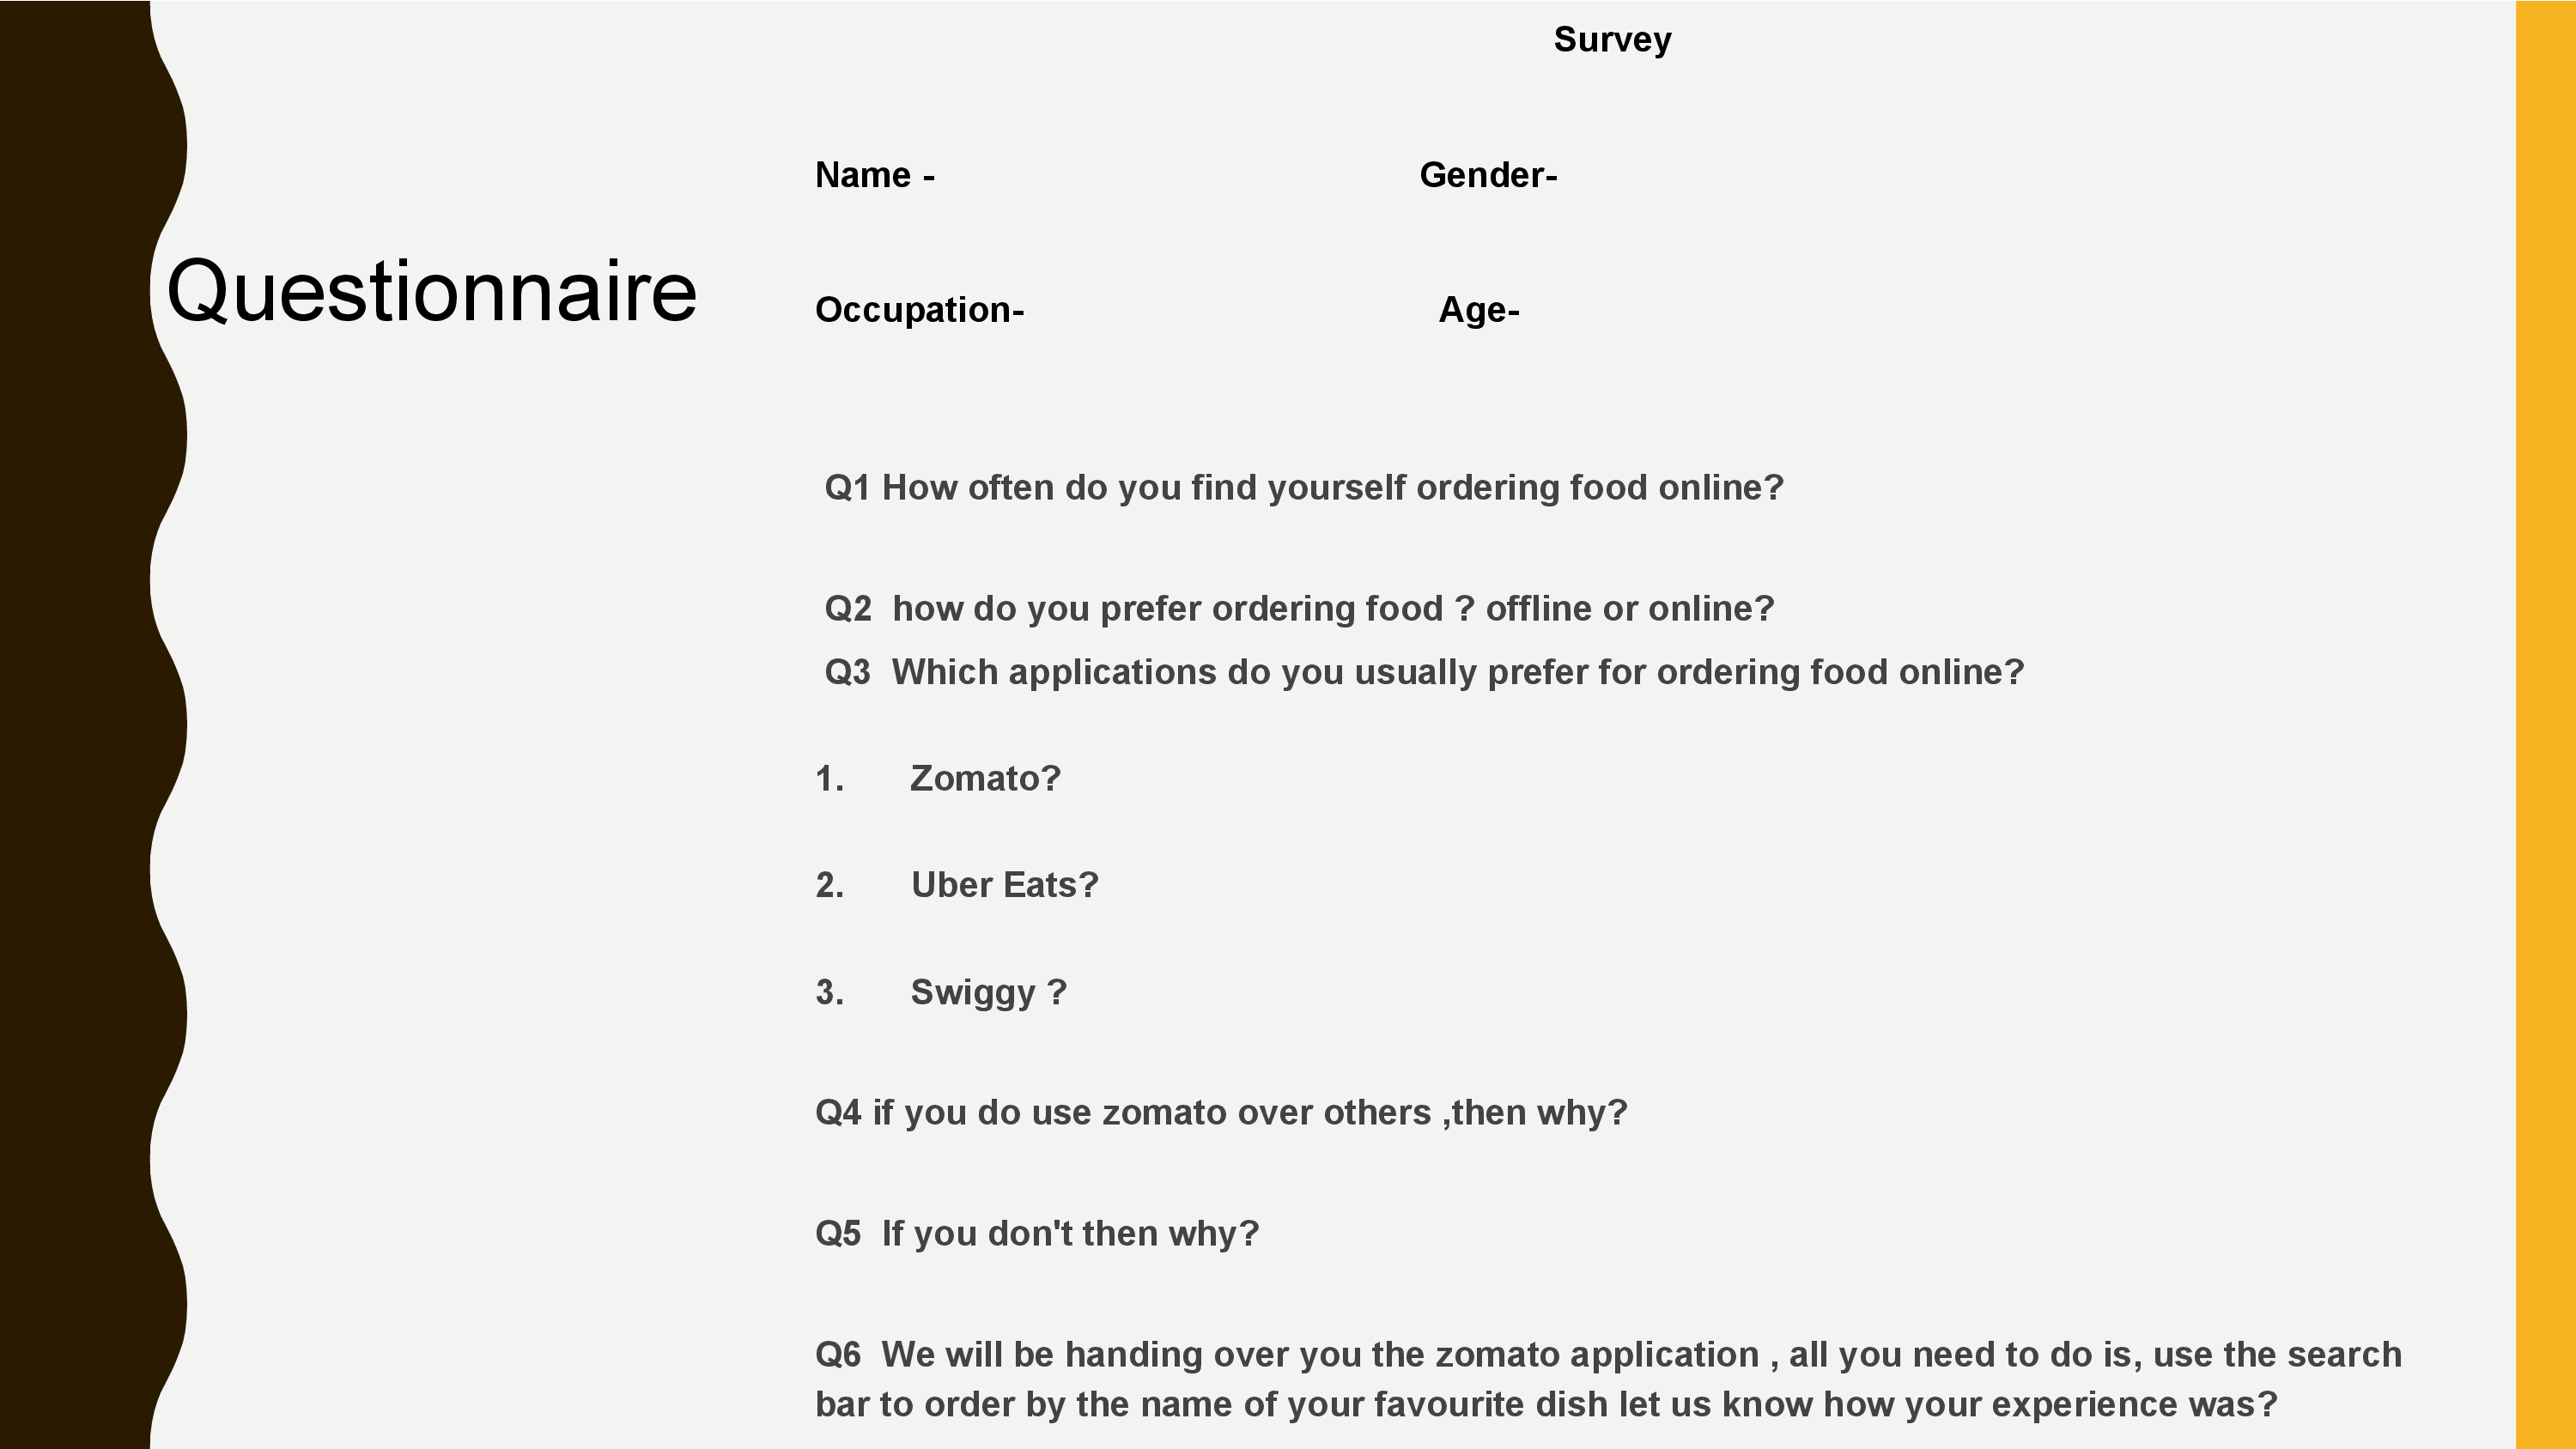 Survey
Name - Gender-
Questionnaire
Occupation- Age-
Q1 How often do you find yourself ordering food online?
Q2 how do you prefer ordering food ? offline or online?
Q3 Which applications do you usually prefer for ordering food online?
1. Zomato?
2. Uber Eats?
3. Swiggy ?
Q4 if you do use zomato over others ,then why?
Q5 If you don't then why?
Q6 We will be handing over you the zomato application , all you need to do is, use the search
bar to order by the name of your favourite dish let us know how your experience was?